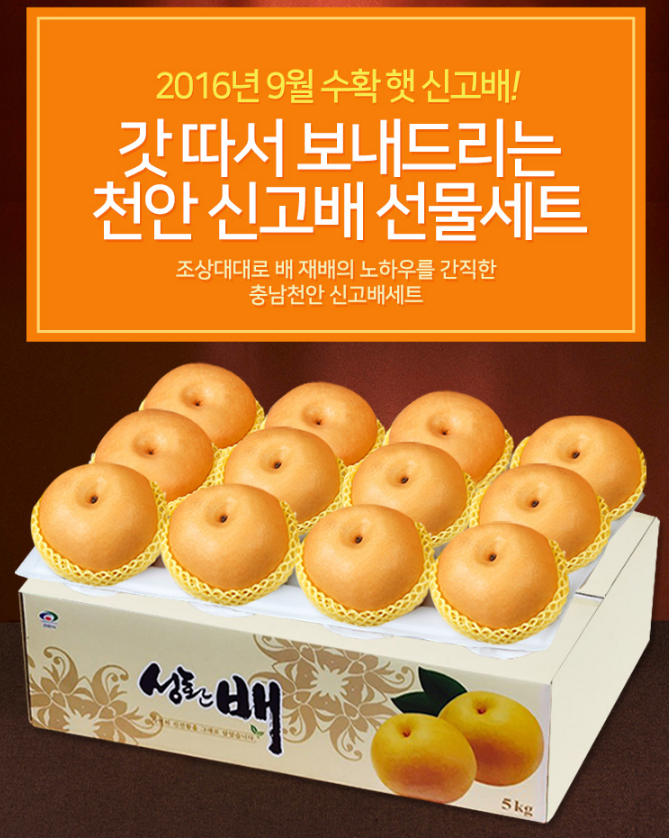 2016년 9월 수확 햇 신고배!
갓 따서 보내드리는
천안 신고배 선물세트
조상대대로 배 재배의 노하우를 간직한
충남천안 신고배세트
배
5kg